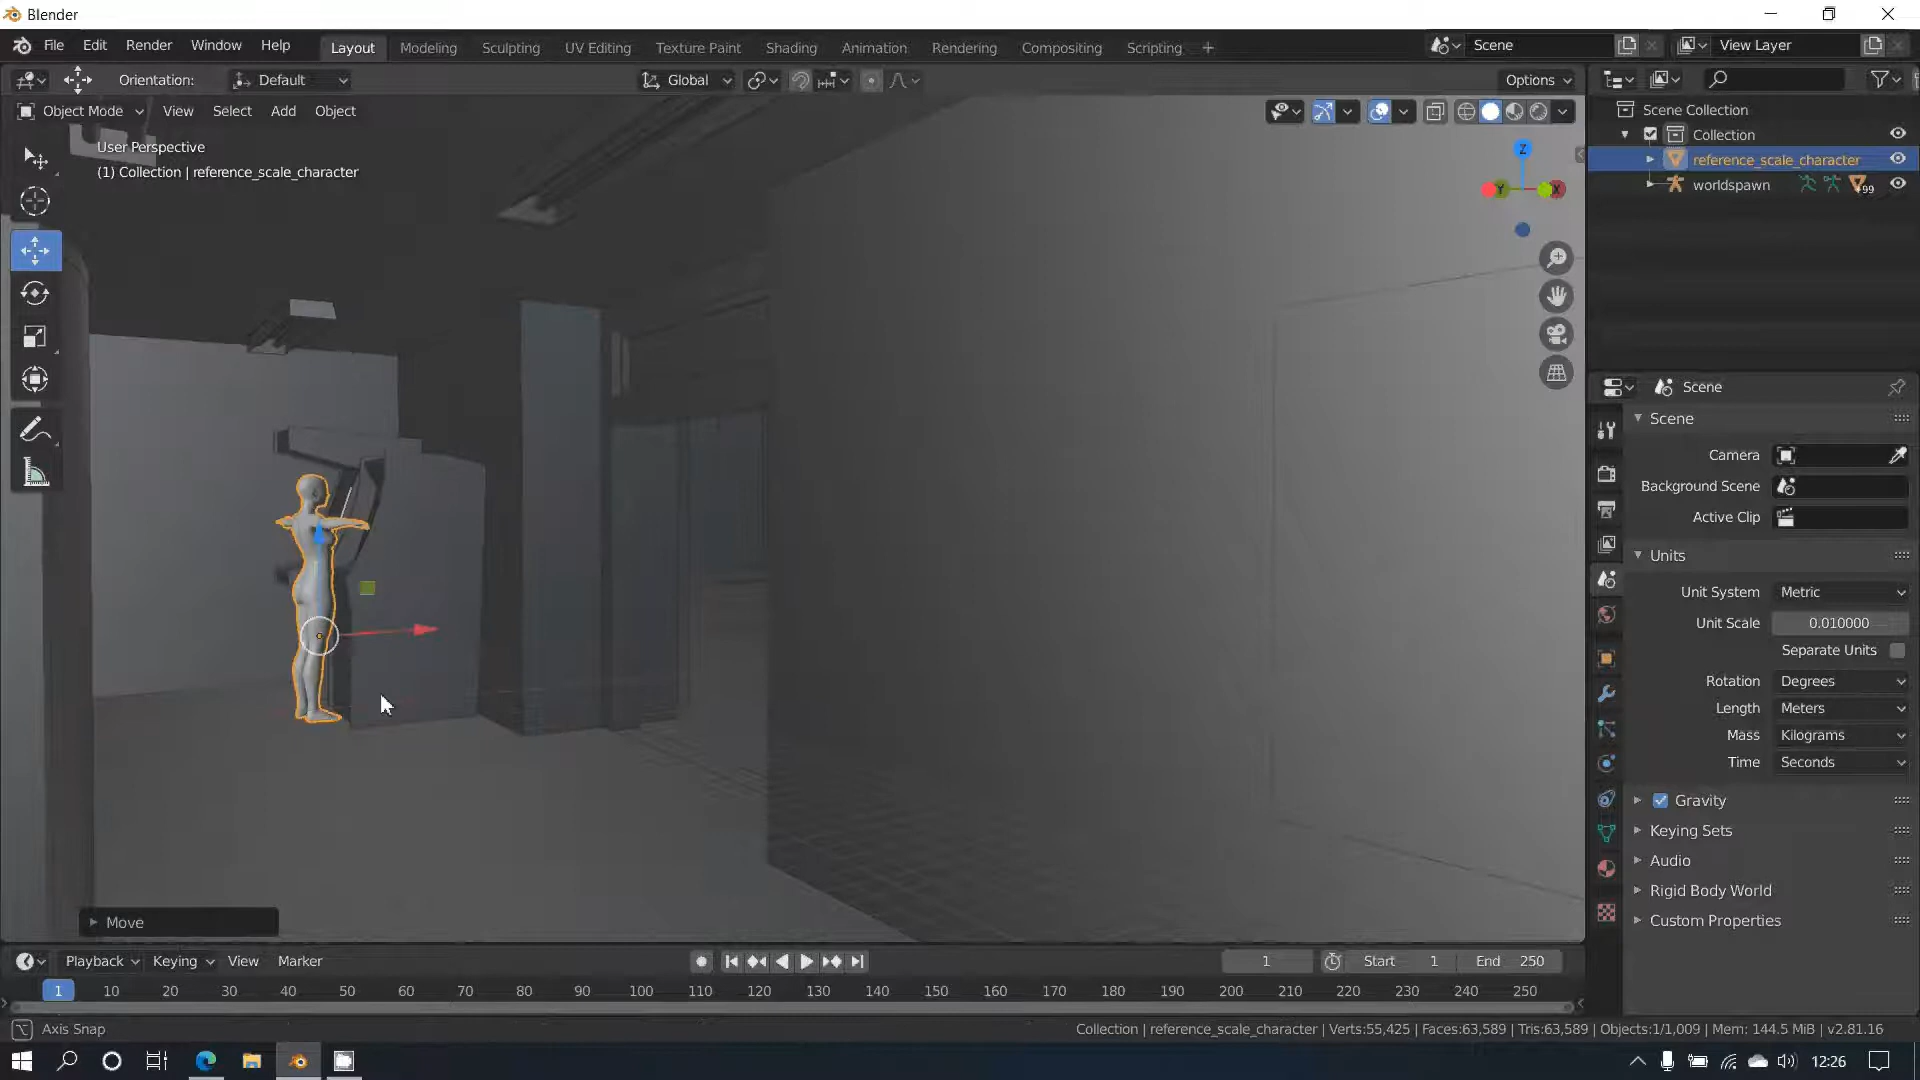 Blender
File Edit Render Window Help Layout Modeling Sculpting UV Editing Texture Paint Shading Animation Rendering Compositing Scripting + Scene View Layer
Orientation: Default Global Options
Object Mode View Select Add Object
User Perspective
(1) Collection | reference_scale_character
Z
Y X
Scene Collection
Collection
reference_scale_character
worldspawn 99
Scene
Scene
Camera
Background Scene
Active Clip
Units
Unit System Metric
Unit Scale 0.010000
Separate Units
Rotation Degrees
Length Meters
Mass Kilograms
Time Seconds
Gravity
Keying Sets
Audio
Rigid Body World
Custom Properties
Move
Playback Keying View Marker 1 Start 1 End 250
1 10 20 30 40 50 60 70 80 90 100 110 120 130 140 150 160 170 180 190 200 210 220 230 240 250
Axis Snap Collection | reference_scale_character | Verts:55,425 | Faces:63,589 | Tris:63,589 | Objects:1/1,009 | Mem: 144.5 MiB | v2.81.16
12:26